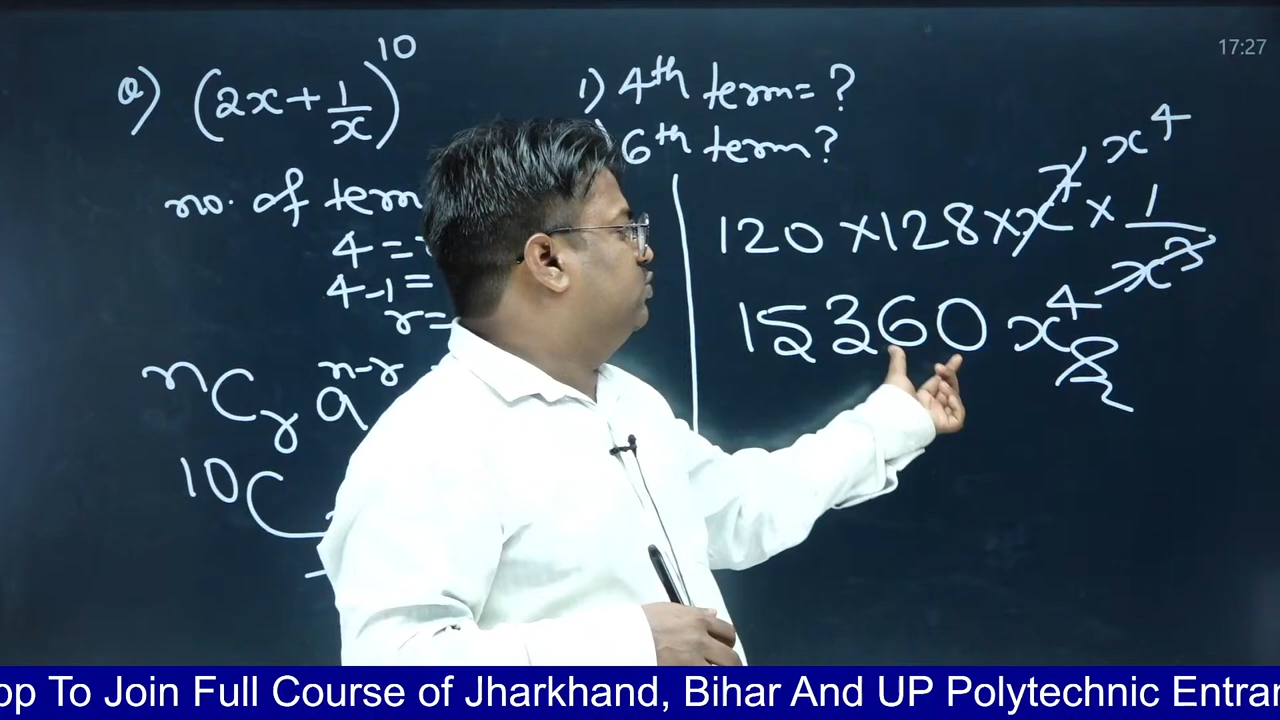 17:27
Q) (2x + 1/x)^10
1) 4th term = ?
6th term ?
no. of term
4 =
4-1 =
r =
nCr a^n-r
10C
120 × 128 × x^7 × 1/x^3 x^4
15360 x^4
op To Join Full Course of Jharkhand, Bihar And UP Polytechnic Entran